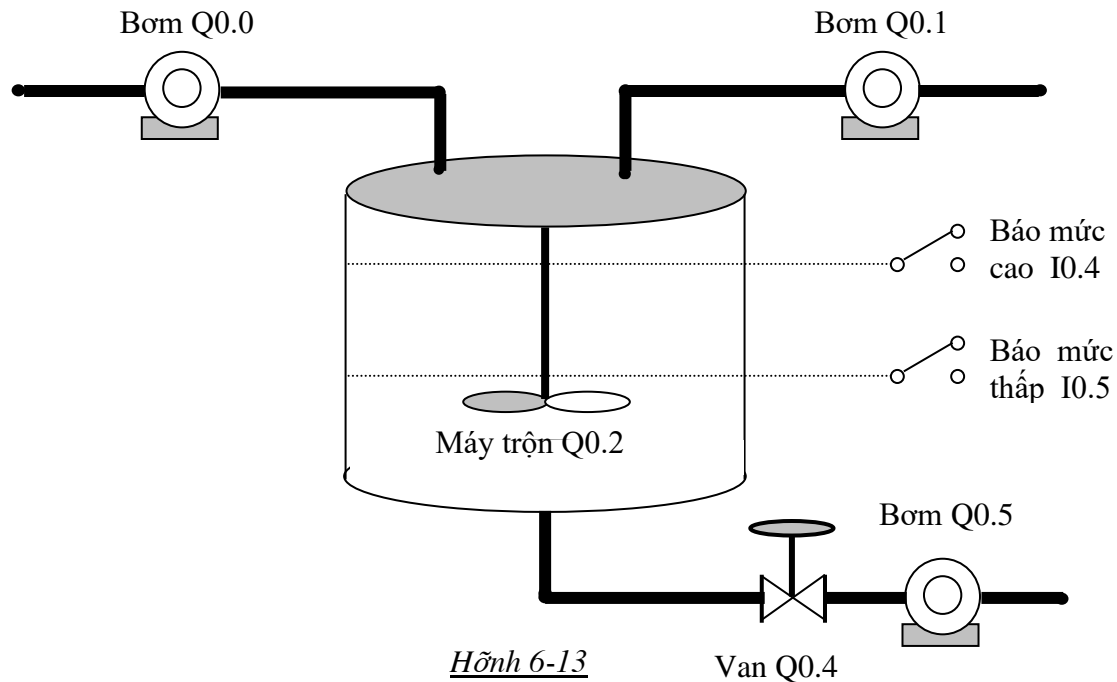 Bơm Q0.0
Bơm Q0.1
Báo mức
cao I0.4
Báo mức
thấp I0.5
Máy trộn Q0.2
Bơm Q0.5
Van Q0.4
Hỡnh 6-13